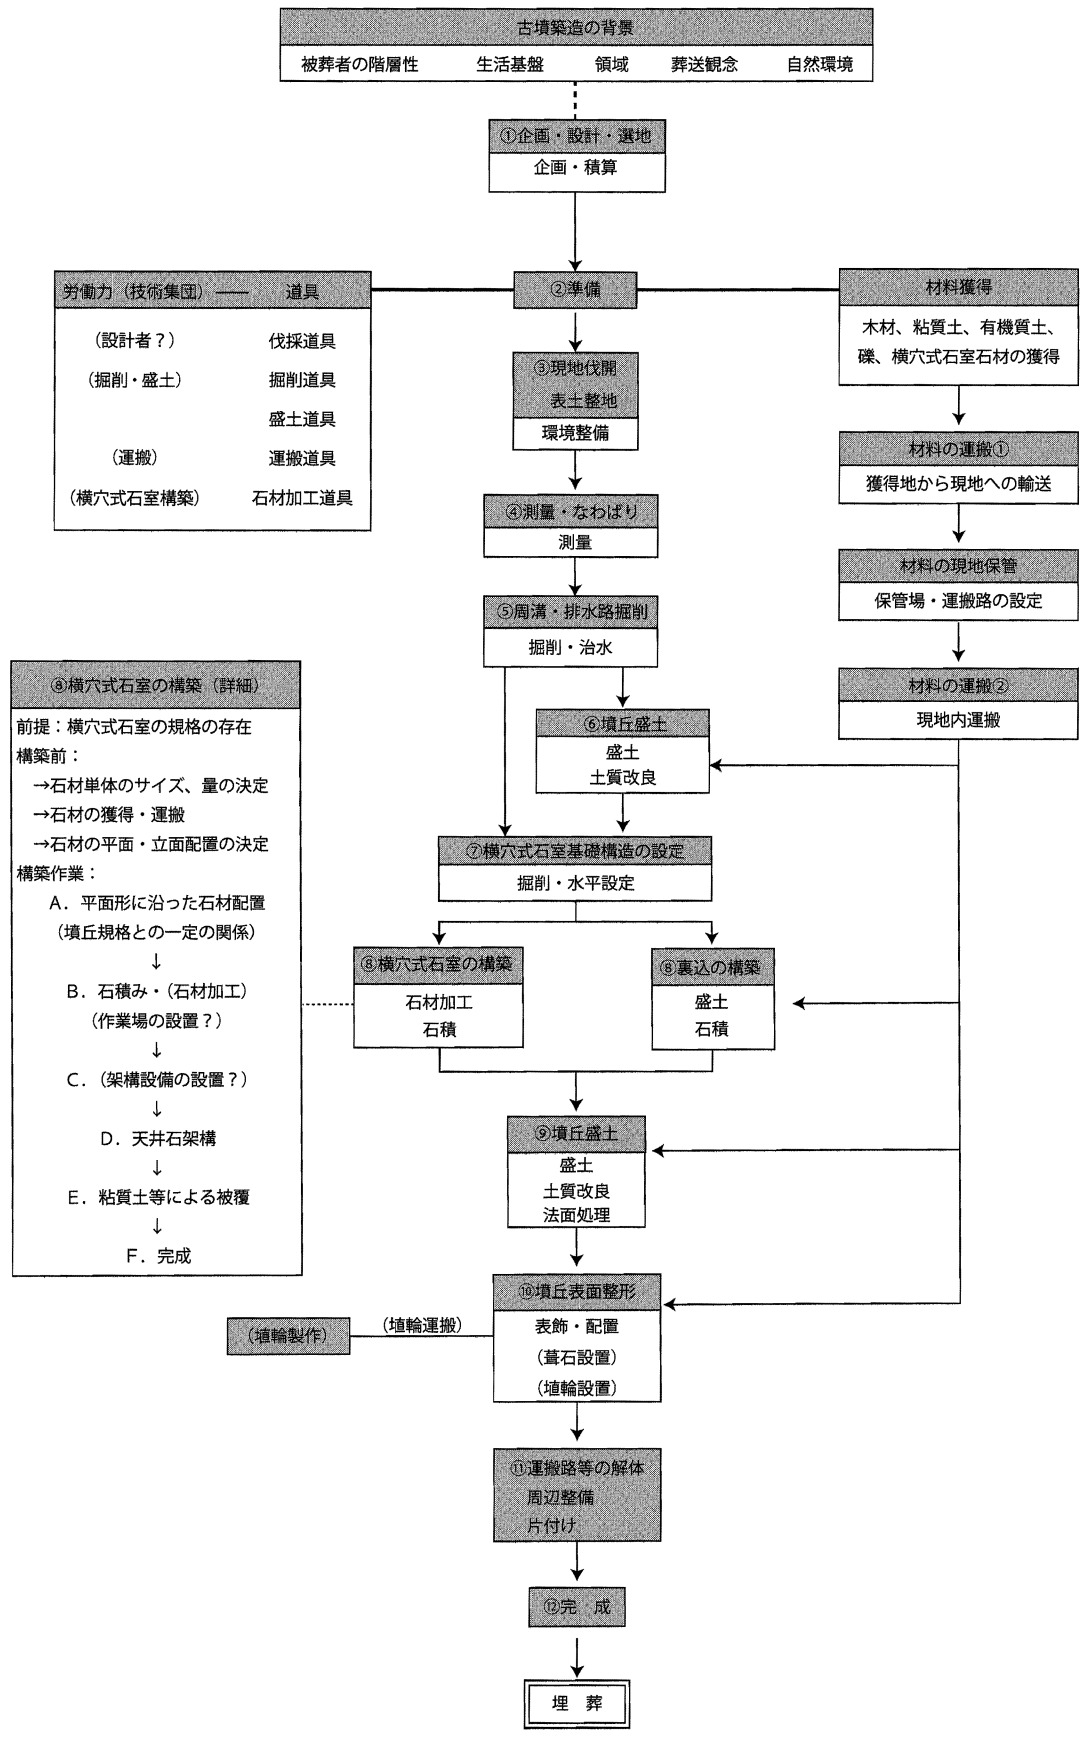 古墳築造の背景
被葬者の階層性　生活基盤　領域　葬送観念　自然環境
①企画・設計・選地
企画・積算
労働力（技術集団）――　道具
（設計者？）　伐採道具
（掘削・盛土）　掘削道具
盛土道具
（運搬）　運搬道具
（横穴式石室構築）　石材加工道具
②準備
材料獲得
木材、粘質土、有機質土、
礫、横穴式石室石材の獲得
③現地伐開
表土整地
環境整備
材料の運搬①
獲得地から現地への輸送
④測量・なわばり
測量
材料の現地保管
保管場・運搬路の設定
⑤周溝・排水路掘削
掘削・治水
材料の運搬②
現地内運搬
⑥墳丘盛土
盛土
土質改良
⑦横穴式石室基礎構造の設定
掘削・水平設定
⑧横穴式石室の構築
石材加工
石積
⑧裏込の構築
盛土
石積
⑧横穴式石室の構築（詳細）
前提：横穴式石室の規格の存在
構築前：
→石材単体のサイズ、量の決定
→石材の獲得・運搬
→石材の平面・立面配置の決定
構築作業：
A．平面形に沿った石材配置
（墳丘規格との一定の関係）
↓
B．石積み・（石材加工）
（作業場の設置？）
↓
C．（架構設備の設置？）
↓
D．天井石架構
↓
E．粘質土等による被覆
↓
F．完成
⑨墳丘盛土
盛土
土質改良
法面処理
⑩墳丘表面整形
表飾・配置
（葺石設置）
（埴輪設置）
（埴輪製作）
（埴輪運搬）
⑪運搬路等の解体
周辺整備
片付け
⑫完　成
埋　葬